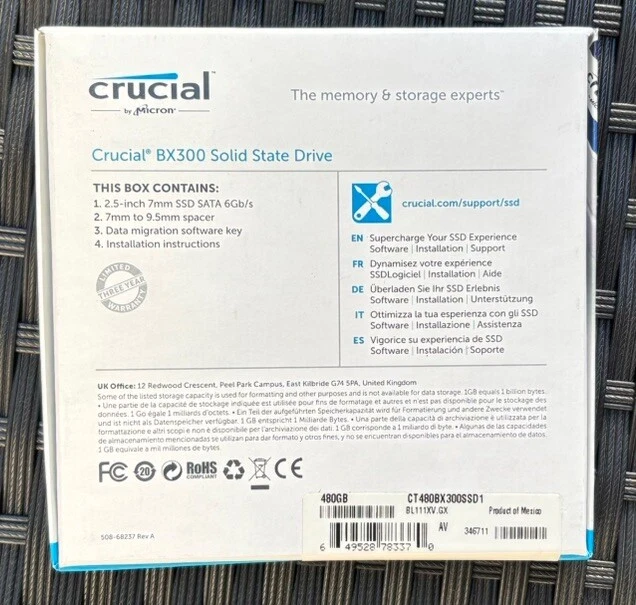 crucial™
by Micron®
The memory & storage experts™
Crucial® BX300 Solid State Drive
THIS BOX CONTAINS:
1. 2.5-inch 7mm SSD SATA 6Gb/s
2. 7mm to 9.5mm spacer
3. Data migration software key
4. Installation instructions
LIMITED
THREE YEAR
WARRANTY
crucial.com/support/ssd
EN Supercharge Your SSD Experience
Software | Installation | Support
FR Dynamisez votre expérience
SSDLogiciel | Installation | Aide
DE Überladen Sie Ihr SSD Erlebnis
Software | Installation | Unterstützung
IT Ottimizza la tua esperienza con gli SSD
Software | Installazione | Assistenza
ES Vigorice su experiencia de SSD
Software | Instalación | Soporte
UK Office: 12 Redwood Crescent, Peel Park Campus, East Kilbride G74 5PA, United Kingdom
Some of the listed storage capacity is used for formatting and other purposes and is not available for data storage. 1GB equals 1 billion bytes.
• Une partie de la capacité de stockage indiquée est utilisée pour fins de formatage et autres et n'est pas disponible pour le stockage des
données. 1 Go égale 1 milliards d'octets. • Ein Teil der aufgeführten Speicherkapazität wird für Formatierung und andere Zwecke verwendet
und ist nicht als Datenspeicher verfügbar. 1 GB entspricht 1 Milliarde Bytes. • Una parte della capacità di archiviazione è utilizzata per la
formattazione e altri scopi e non è disponibile per l'archiviazione dei dati. 1 GB corrisponde a 1 miliardo di byte. • Algunas de las capacidades
de almacenamiento mencionadas se utilizan para dar formato y otros fines, y no se encuentran disponibles para el almacenamiento de datos.
1 GB equivale a mil millones de bytes.
FC 20 RoHS COMPLIANT CE
508-68237 Rev A
480GB CT480BX300SSD1
BL111XV.GX Product of Mexico
AV 346711
6 49528 78337 0